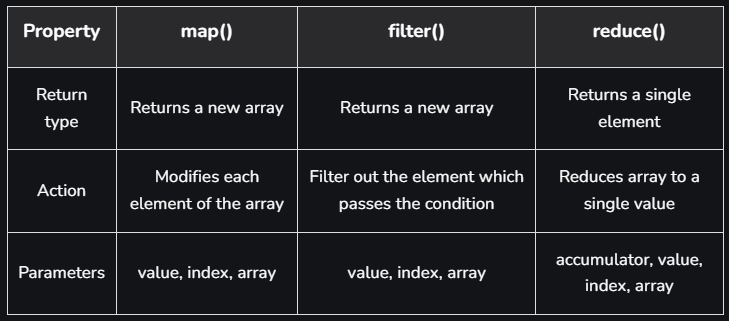 Property map() filter() reduce()
Return type Returns a new array Returns a new array Returns a single element
Action Modifies each element of the array Filter out the element which passes the condition Reduces array to a single value
Parameters value, index, array value, index, array accumulator, value, index, array